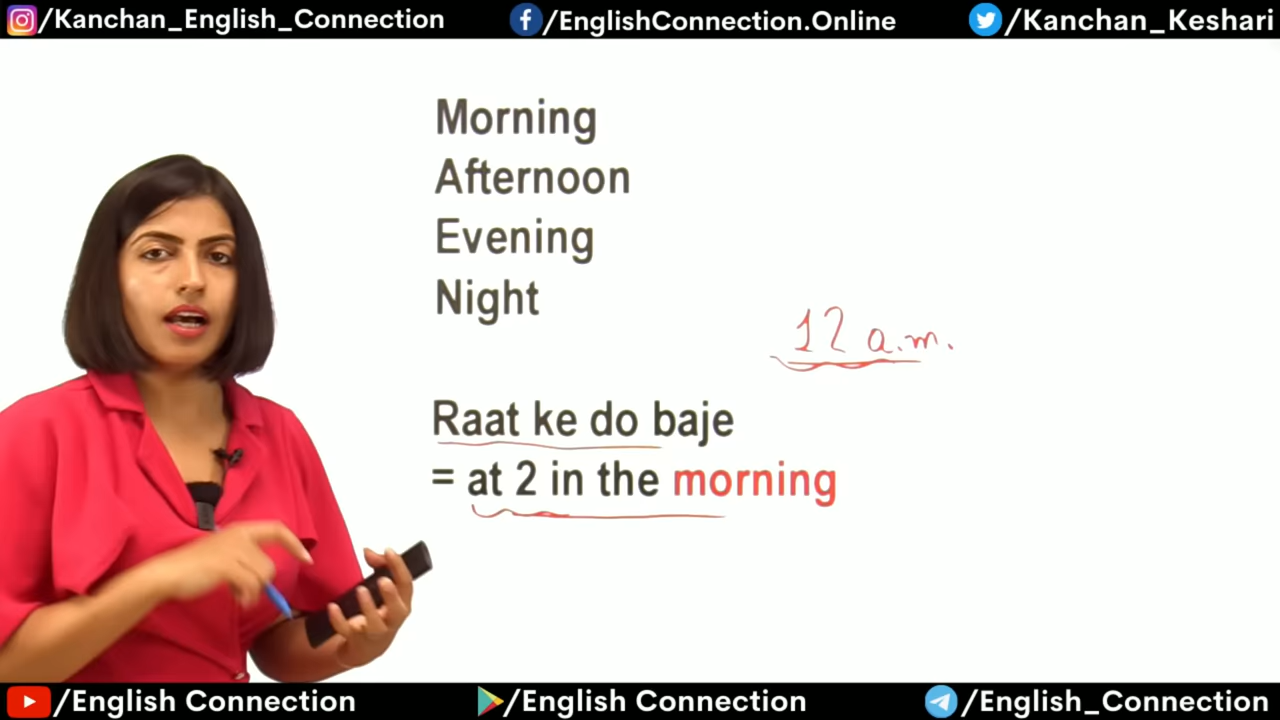 /Kanchan_English_Connection /EnglishConnection.Online /Kanchan_Keshari
Morning
Afternoon
Evening
Night
12 a.m.
Raat ke do baje
= at 2 in the morning
/English Connection /English Connection /English_Connection